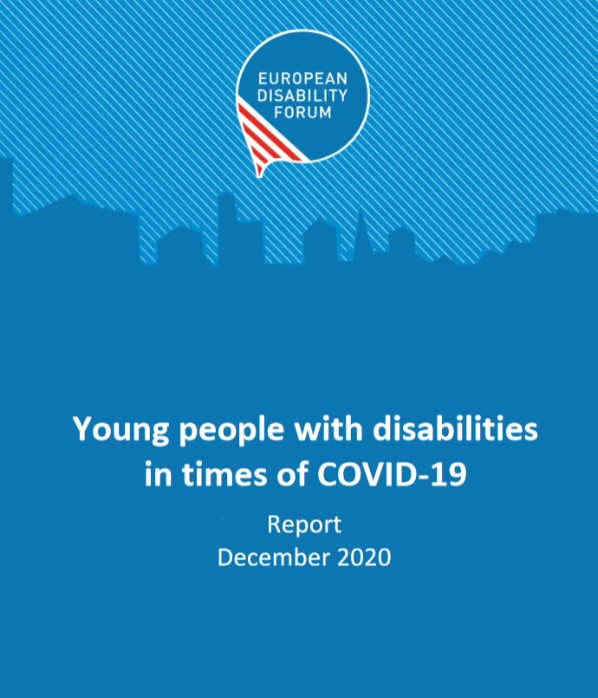 EUROPEAN
DISABILITY
FORUM
Young people with disabilities
in times of COVID-19
Report
December 2020